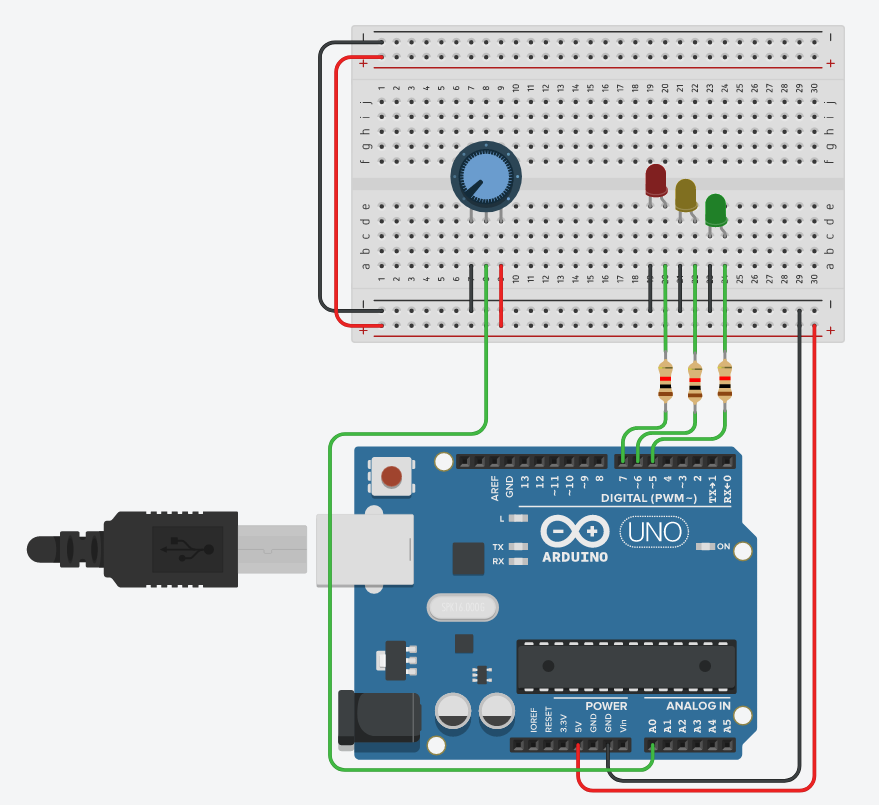 - -
+ +
1 2 3 4 5 6 7 8 9 10 11 12 13 14 15 16 17 18 19 20 21 22 23 24 25 26 27 28 29 30
j j
i i
h h
g g
f f
e e
d d
c c
b b
a a
1 2 3 4 5 6 7 8 9 10 11 12 13 14 15 16 17 18 19 20 21 22 23 24 25 26 27 28 29 30
- -
+ +
AREF GND 13 12 ~11 ~10 ~9 8 7 ~6 ~5 4 ~3 2 TX→1 RX←0
DIGITAL (PWM~)
L
TX
RX
ARDUINO
UNO
ON
POWER ANALOG IN
IOREF RESET 3.3V 5V GND GND Vin A0 A1 A2 A3 A4 A5